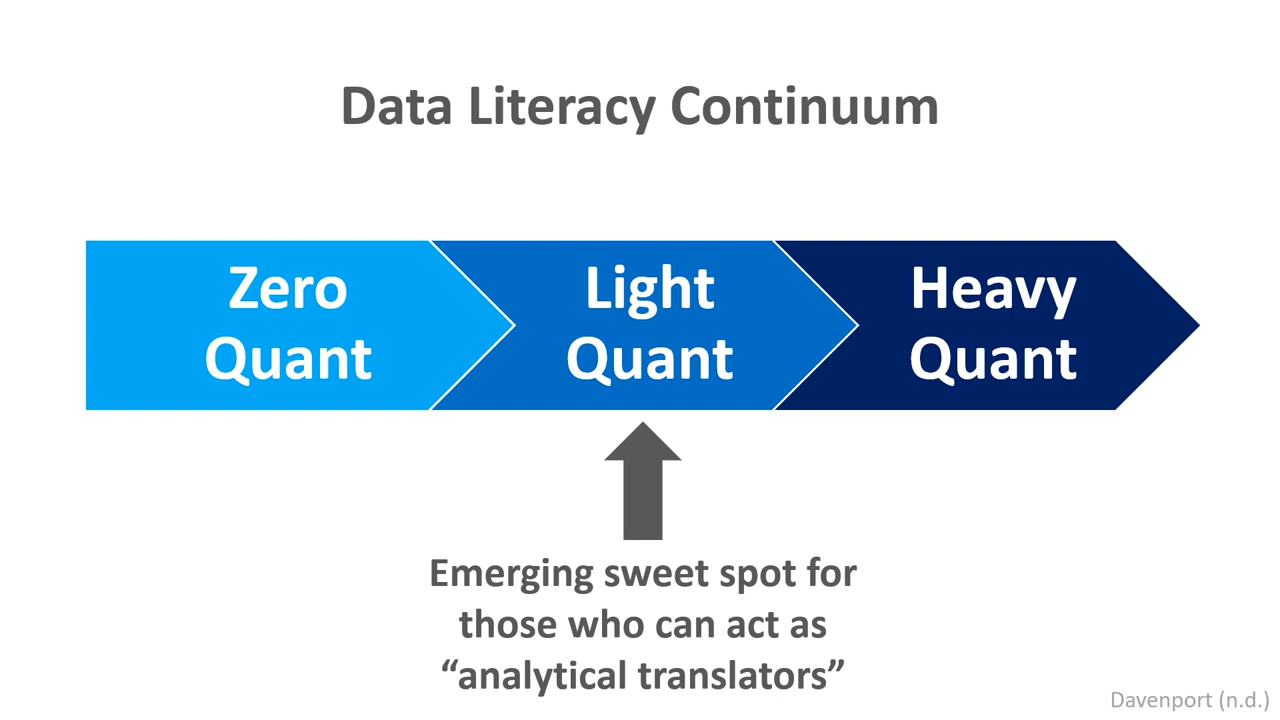 Data Literacy Continuum
Zero
Quant
Light
Quant
Heavy
Quant
Emerging sweet spot for
those who can act as
“analytical translators”
Davenport (n.d.)